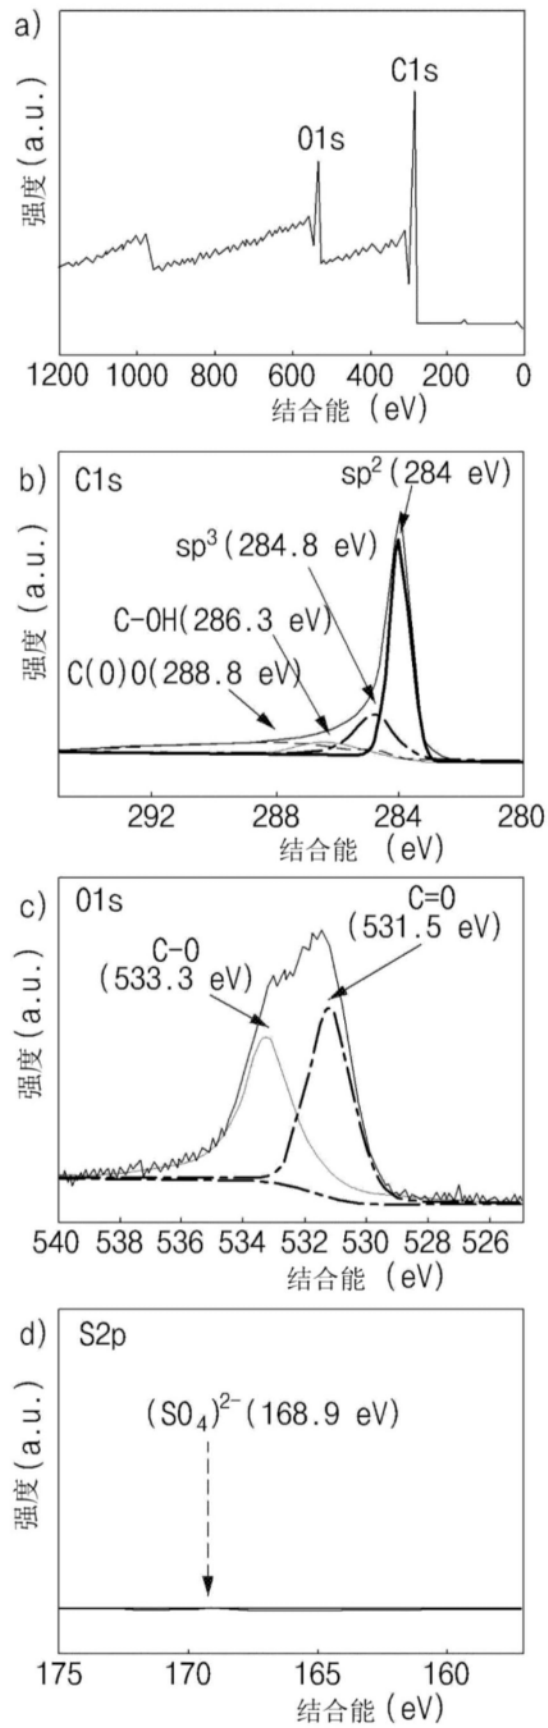 a)
C1s
O1s
强度(a.u.)
1200 1000 800 600 400 200 0
结合能 (eV)
b) C1s
sp²(284 eV)
sp³(284.8 eV)
C-OH(286.3 eV)
C(O)O(288.8 eV)
强度(a.u.)
292 288 284 280
结合能 (eV)
c) O1s
C=O
(531.5 eV)
C-O
(533.3 eV)
强度(a.u.)
540 538 536 534 532 530 528 526
结合能 (eV)
d) S2p
(SO₄)²⁻(168.9 eV)
强度(a.u.)
175 170 165 160
结合能 (eV)